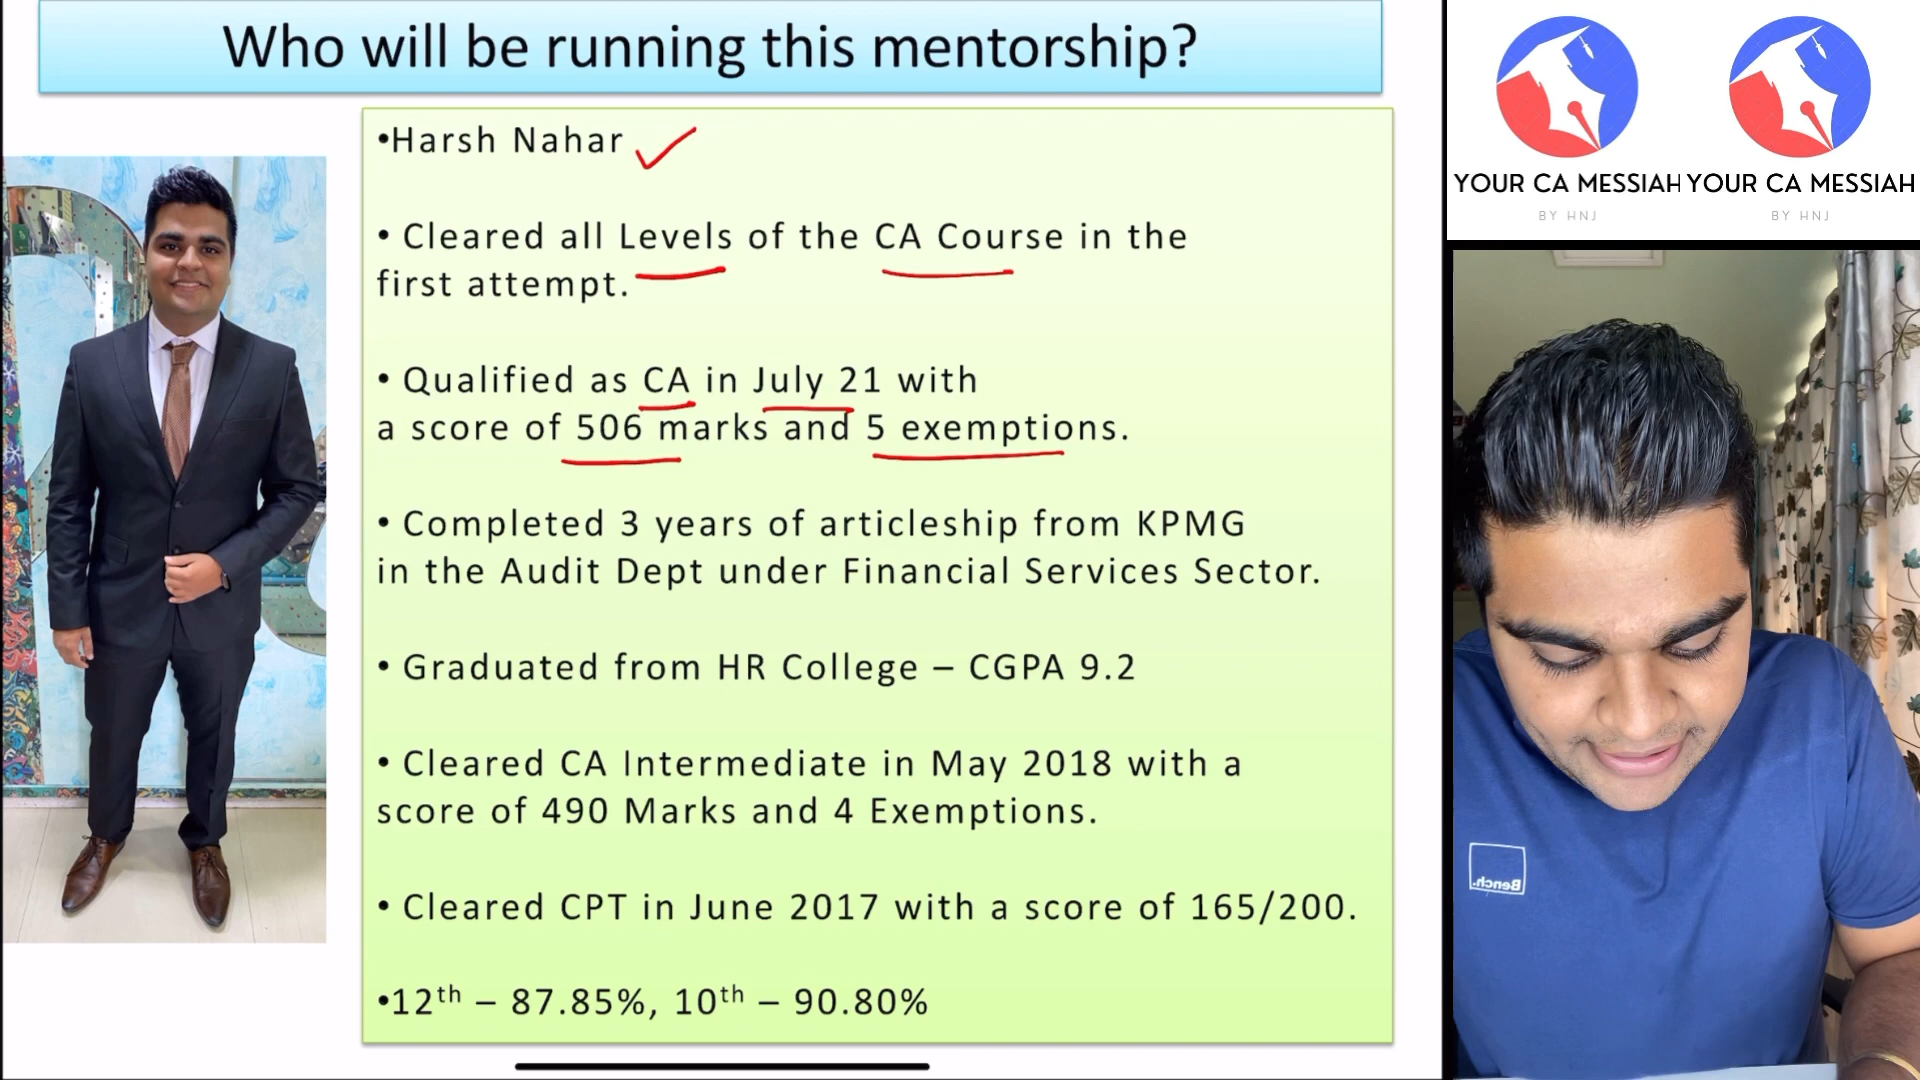 Who will be running this mentorship?
•Harsh Nahar
• Cleared all Levels of the CA Course in the
first attempt.
• Qualified as CA in July 21 with
a score of 506 marks and 5 exemptions.
• Completed 3 years of articleship from KPMG
in the Audit Dept under Financial Services Sector.
• Graduated from HR College – CGPA 9.2
• Cleared CA Intermediate in May 2018 with a
score of 490 Marks and 4 Exemptions.
• Cleared CPT in June 2017 with a score of 165/200.
•12th – 87.85%, 10th – 90.80%
YOUR CA MESSIAH
BY HNJ
YOUR CA MESSIAH
BY HNJ
Bench.